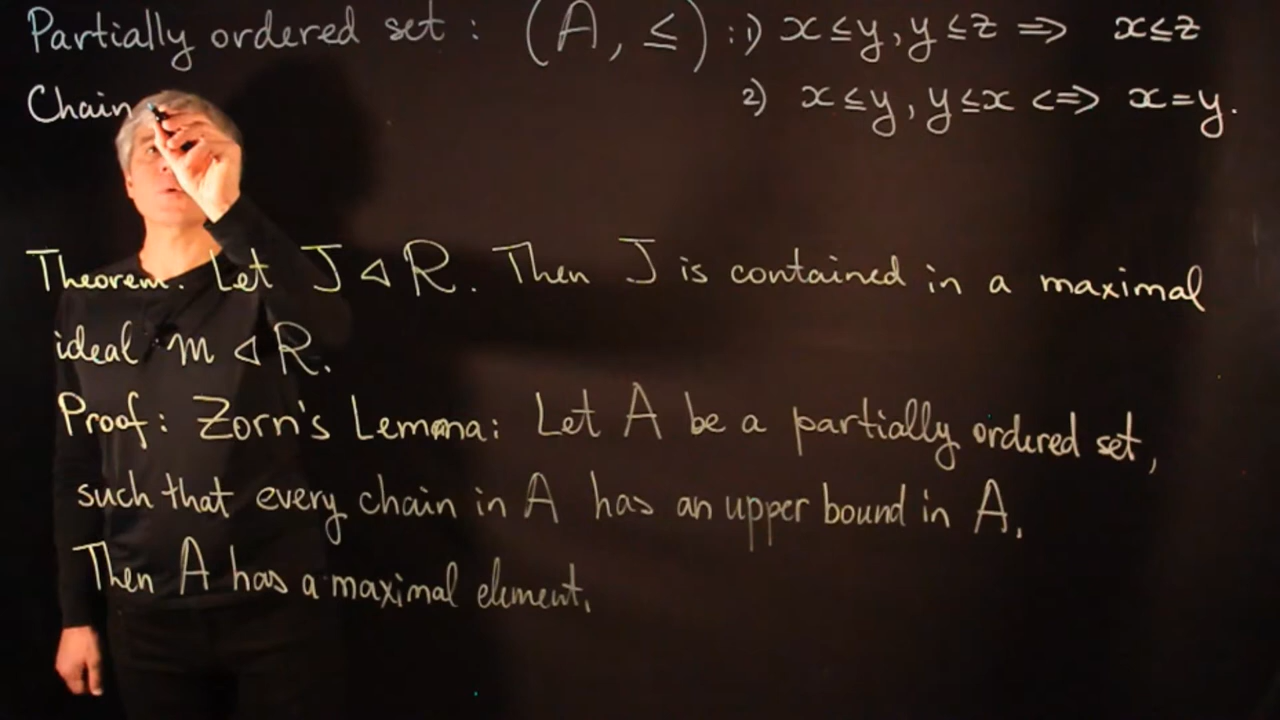 Partially ordered set : (A, ≤) : 1) x ≤ y, y ≤ z ⇒ x ≤ z
Chain
2) x ≤ y, y ≤ x <=> x = y.
Theorem. Let J ◁ R. Then J is contained in a maximal
ideal m ◁ R.
Proof: Zorn's Lemma: Let A be a partially ordered set,
such that every chain in A has an upper bound in A.
Then A has a maximal element.